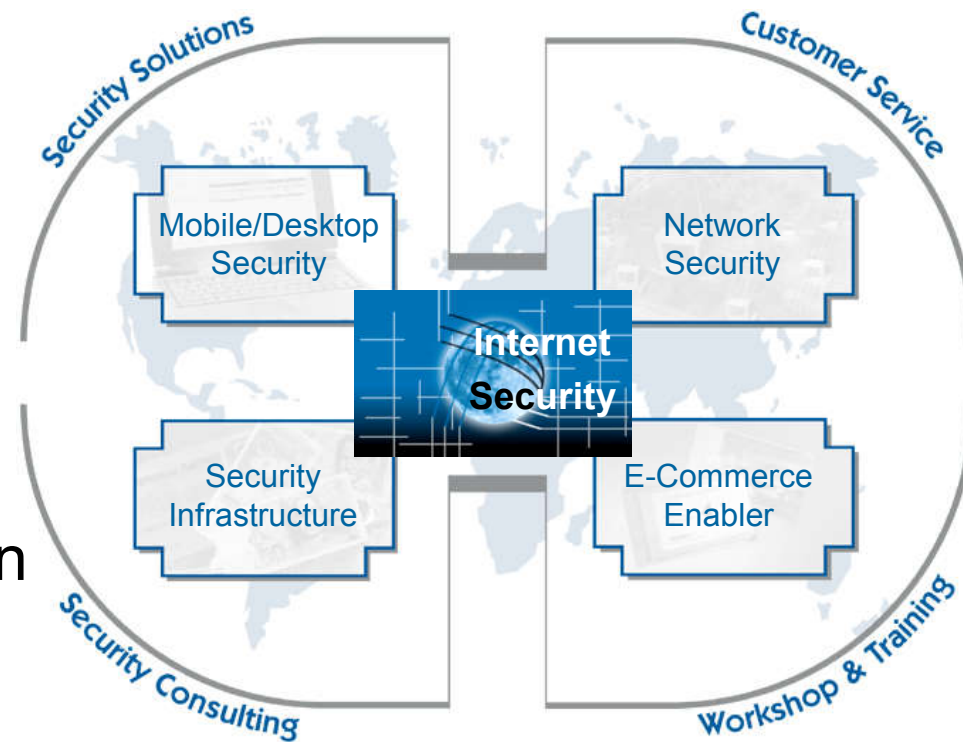 Security Solutions
Customer Service
Mobile/Desktop
Security
Network
Security
Internet
Security
Security
Infrastructure
E-Commerce
Enabler
n
Security Consulting
Workshop & Training